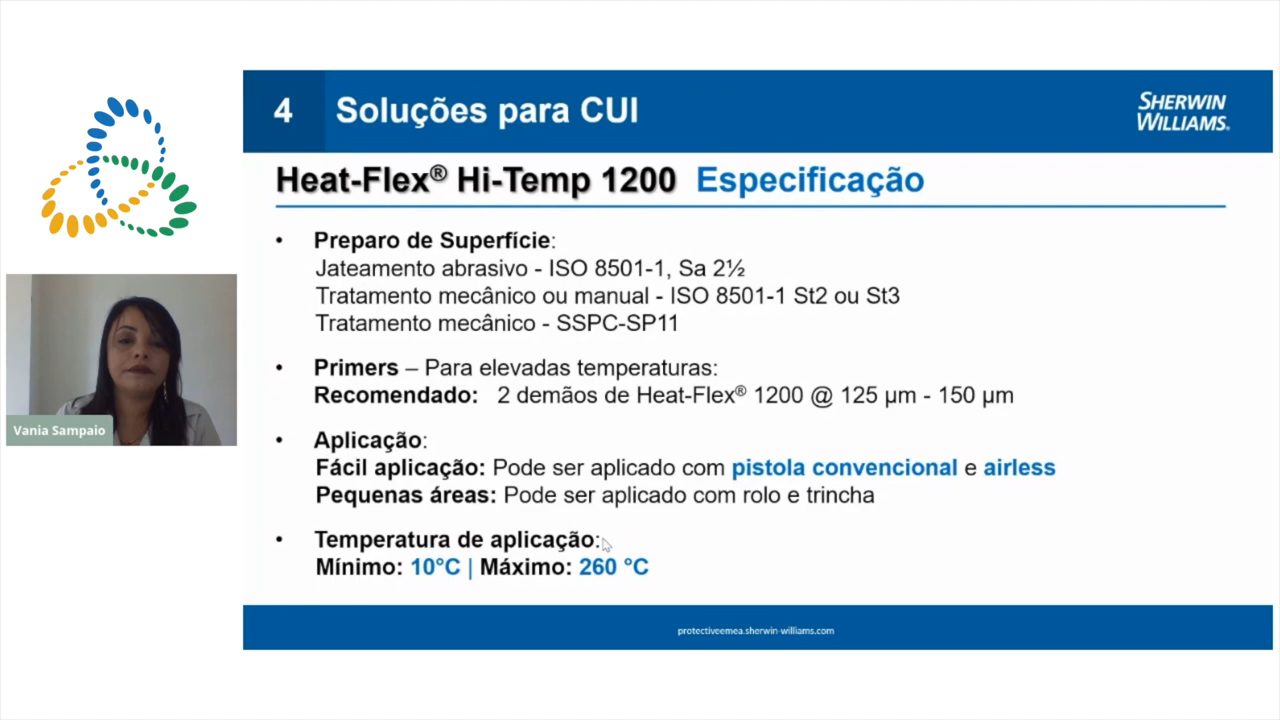 4 Soluções para CUI
SHERWIN
WILLIAMS.
Heat-Flex® Hi-Temp 1200 Especificação
• Preparo de Superfície:
Jateamento abrasivo - ISO 8501-1, Sa 2½
Tratamento mecânico ou manual - ISO 8501-1 St2 ou St3
Tratamento mecânico - SSPC-SP11
• Primers – Para elevadas temperaturas:
Recomendado: 2 demãos de Heat-Flex® 1200 @ 125 µm - 150 µm
• Aplicação:
Fácil aplicação: Pode ser aplicado com pistola convencional e airless
Pequenas áreas: Pode ser aplicado com rolo e trincha
• Temperatura de aplicação:
Mínimo: 10°C | Máximo: 260 °C
protectiveemea.sherwin-williams.com
Vania Sampaio